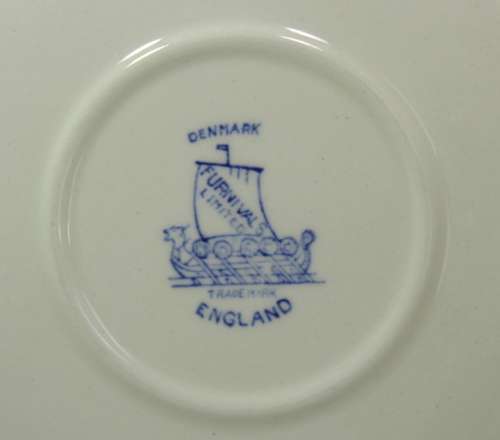 DENMARK
FURNIVALS
LIMITED
TRADE MARK
ENGLAND